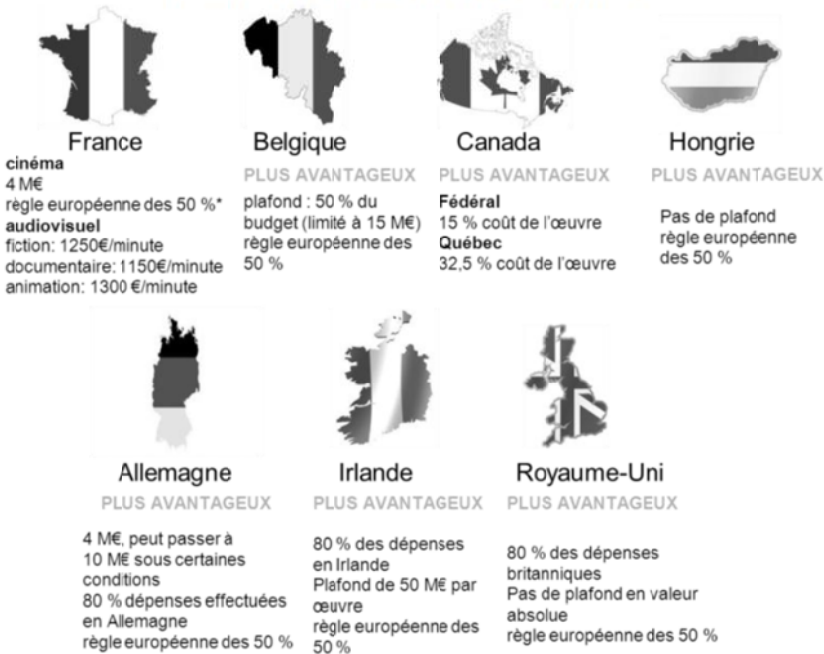 France
cinéma
4 M€
règle européenne des 50 %*
audiovisuel
fiction: 1250€/minute
documentaire: 1150€/minute
animation: 1300 €/minute
Belgique
PLUS AVANTAGEUX
plafond : 50 % du
budget (limité à 15 M€)
règle européenne des
50 %
Canada
PLUS AVANTAGEUX
Fédéral
15 % coût de l'œuvre
Québec
32,5 % coût de l'œuvre
Hongrie
PLUS AVANTAGEUX
Pas de plafond
règle européenne
des 50 %
Allemagne
PLUS AVANTAGEUX
4 M€, peut passer à
10 M€ sous certaines
conditions
80 % dépenses effectuées
en Allemagne
règle européenne des 50 %
Irlande
PLUS AVANTAGEUX
80 % des dépenses
en Irlande
Plafond de 50 M€ par
œuvre
règle européenne des
50 %
Royaume-Uni
PLUS AVANTAGEUX
80 % des dépenses
britanniques
Pas de plafond en valeur
absolue
règle européenne des 50 %